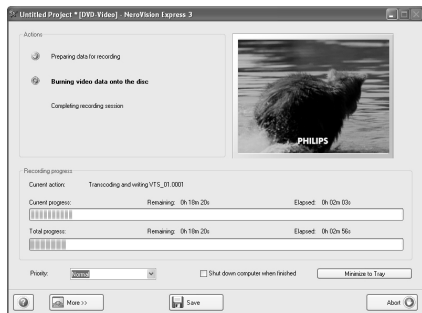 Untitled Project *[DVD-Video] - NeroVision Express 3
Actions
Preparing data for recording
Burning video data onto the disc
Completing recording session
PHILIPS
Recording progress
Current action: Transcoding and writing VTS_01.0001
Current progress: Remaining: 0h 18m 20s Elapsed: 0h 02m 03s
Total progress: Remaining: 0h 18m 20s Elapsed: 0h 02m 56s
Priority: Normal Shut down computer when finished Minimize to Tray
More >> Save Abort